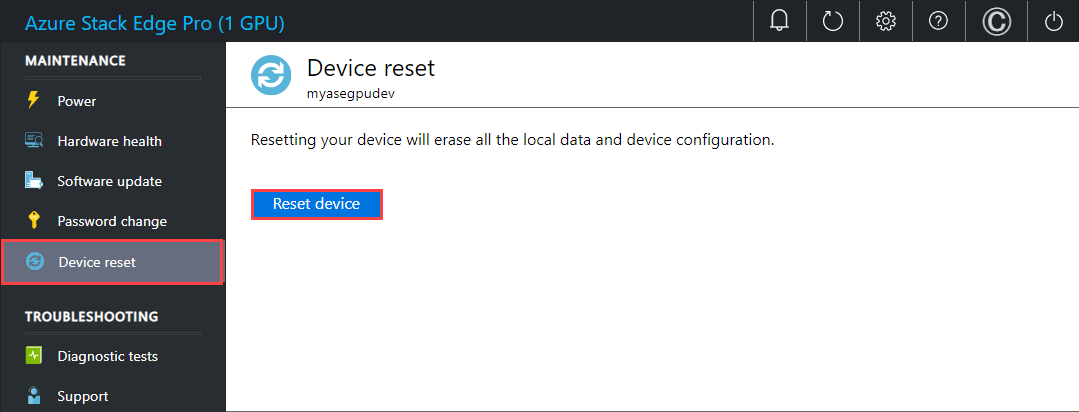 Azure Stack Edge Pro (1 GPU)
MAINTENANCE
Power
Hardware health
Software update
Password change
Device reset
TROUBLESHOOTING
Diagnostic tests
Support
Device reset
myasegpudev
Resetting your device will erase all the local data and device configuration.
Reset device